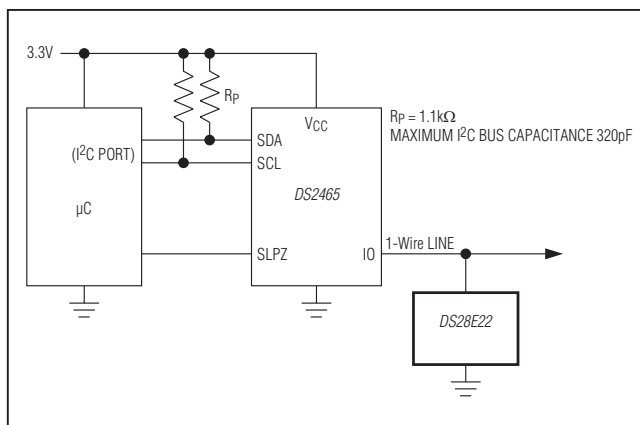 3.3V
RP
VCC
RP = 1.1kΩ
MAXIMUM I2C BUS CAPACITANCE 320pF
(I2C PORT)
SDA
SCL
DS2465
µC
1-Wire LINE
SLPZ
IO
DS28E22